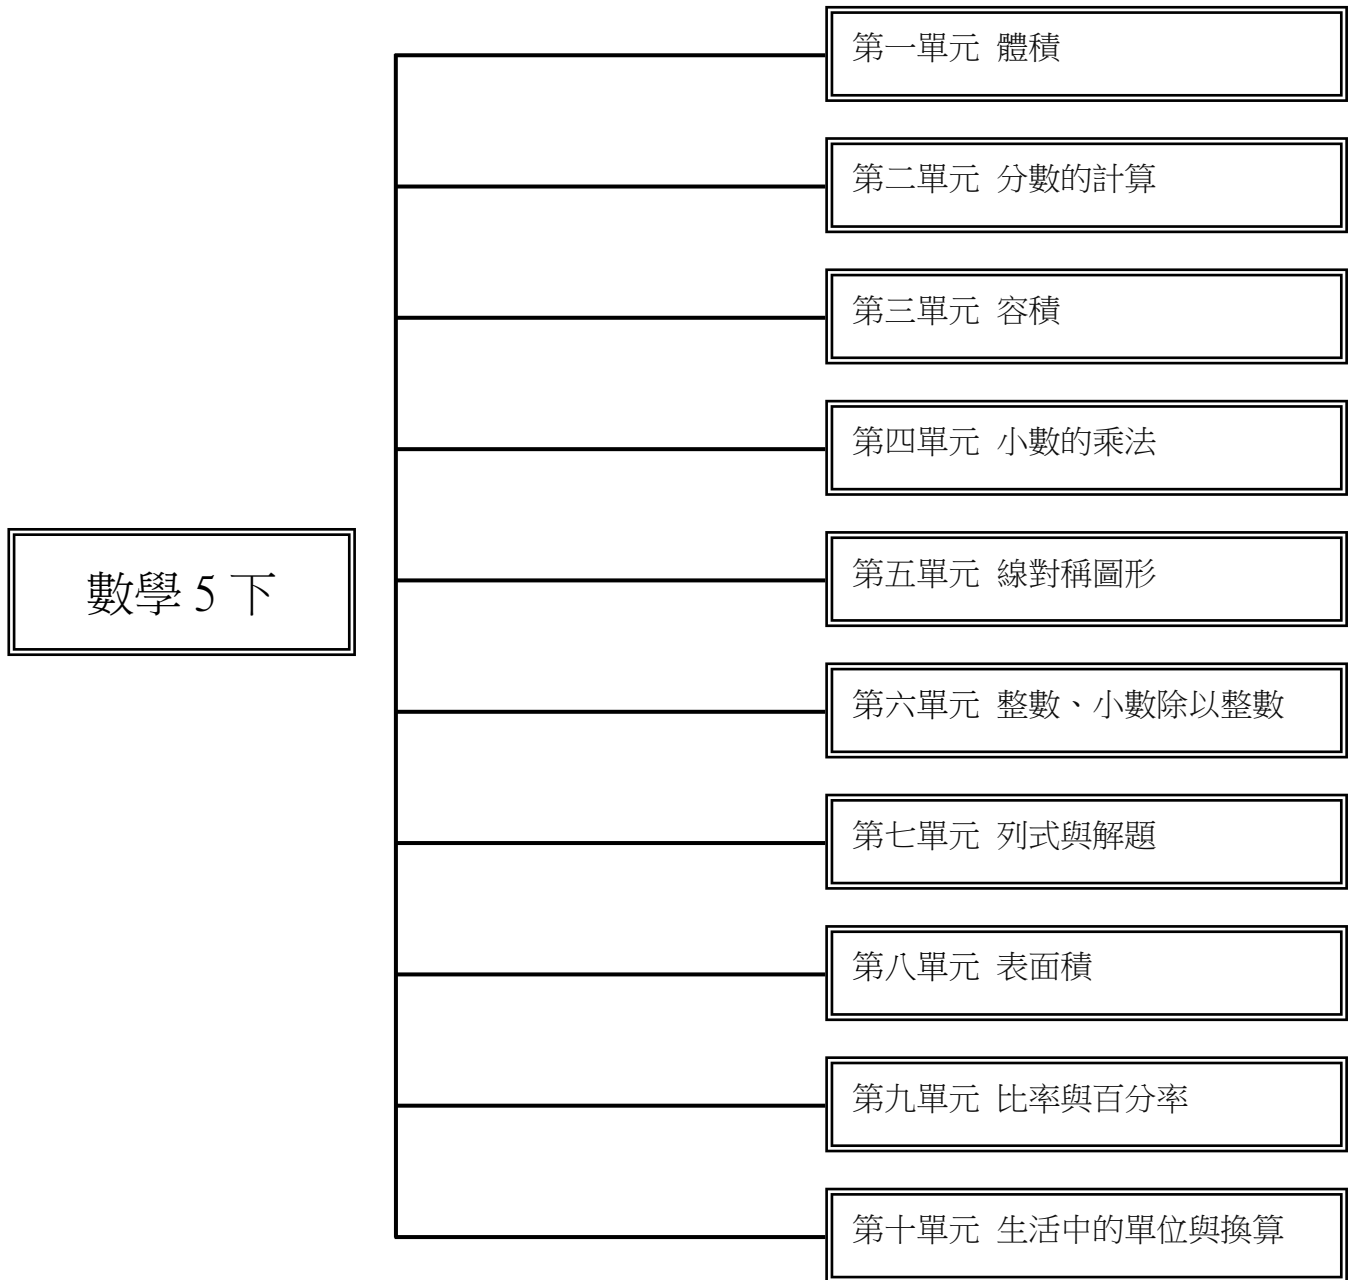 數學 5 下
第一單元 體積
第二單元 分數的計算
第三單元 容積
第四單元 小數的乘法
第五單元 線對稱圖形
第六單元 整數、小數除以整數
第七單元 列式與解題
第八單元 表面積
第九單元 比率與百分率
第十單元 生活中的單位與換算